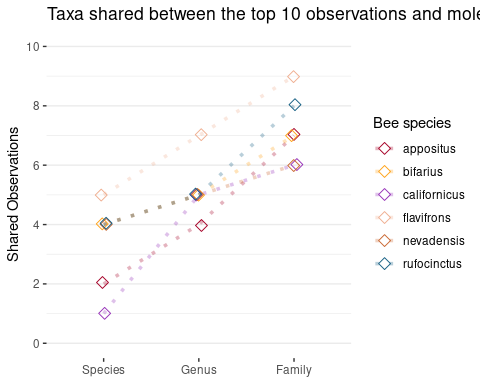 Taxa shared between the top 10 observations and
Shared Observations
10
8
6
4
2
0
Species Genus Family
Bee species
appositus
bifarius
californicus
flavifrons
nevadensis
rufocinctus